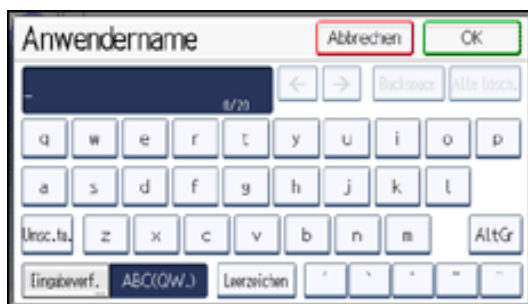 Anwendername Abbrechen OK
_ 0/20 ← → Backspace Alle lösch.
q w e r t y u i o p
a s d f g h j k l
Umsc.ta. z x c v b n m AltGr
Eingabeverf. ABC(QW.) Leerzeichen ´ ` ^ ~ ¨